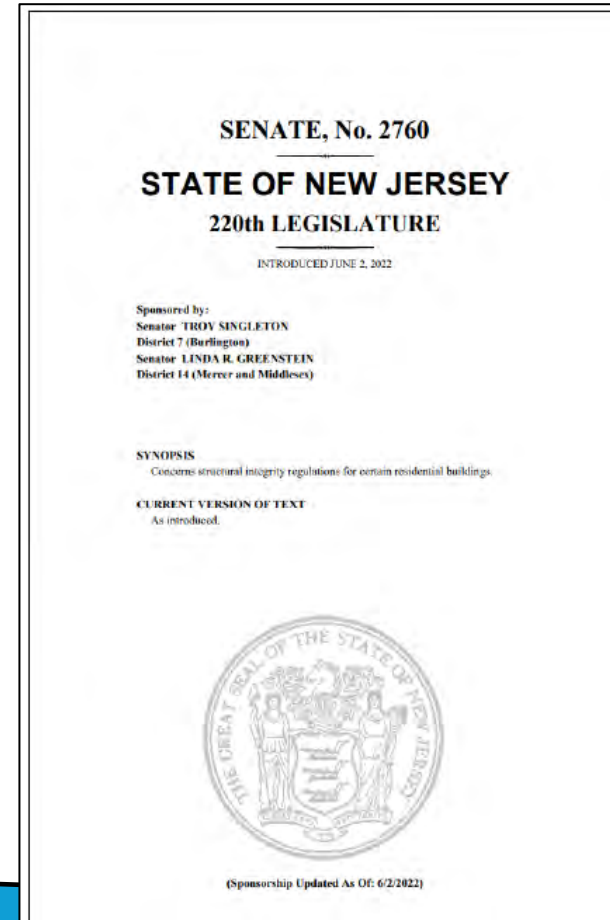 SENATE, No. 2760
STATE OF NEW JERSEY
220th LEGISLATURE
INTRODUCED JUNE 2, 2022
Sponsored by:
Senator TROY SINGLETON
District 7 (Burlington)
Senator LINDA R. GREENSTEIN
District 14 (Mercer and Middlesex)
SYNOPSIS
Concerns structural integrity regulations for certain residential buildings.
CURRENT VERSION OF TEXT
As introduced.
THE GREAT SEAL OF THE STATE OF NEW JERSEY
(Sponsorship Updated As Of: 6/2/2022)